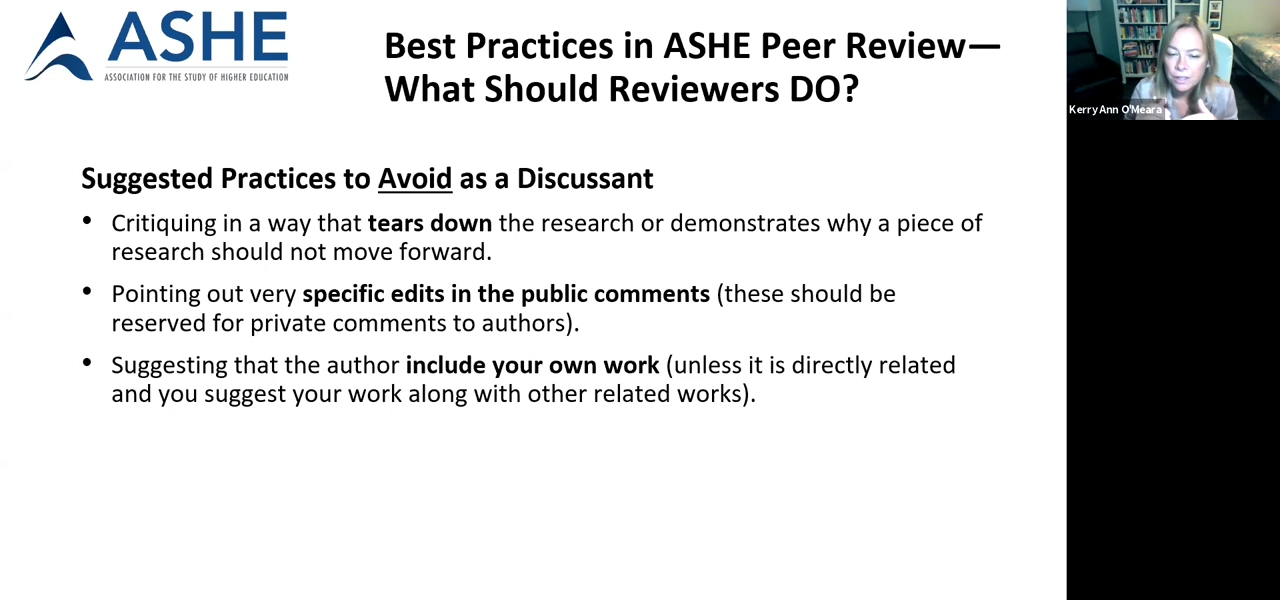 ASHE
ASSOCIATION FOR THE STUDY OF HIGHER EDUCATION
Best Practices in ASHE Peer Review—
What Should Reviewers DO?
Suggested Practices to Avoid as a Discussant
• Critiquing in a way that tears down the research or demonstrates why a piece of
research should not move forward.
• Pointing out very specific edits in the public comments (these should be
reserved for private comments to authors).
• Suggesting that the author include your own work (unless it is directly related
and you suggest your work along with other related works).
Kerry Ann O'Meara